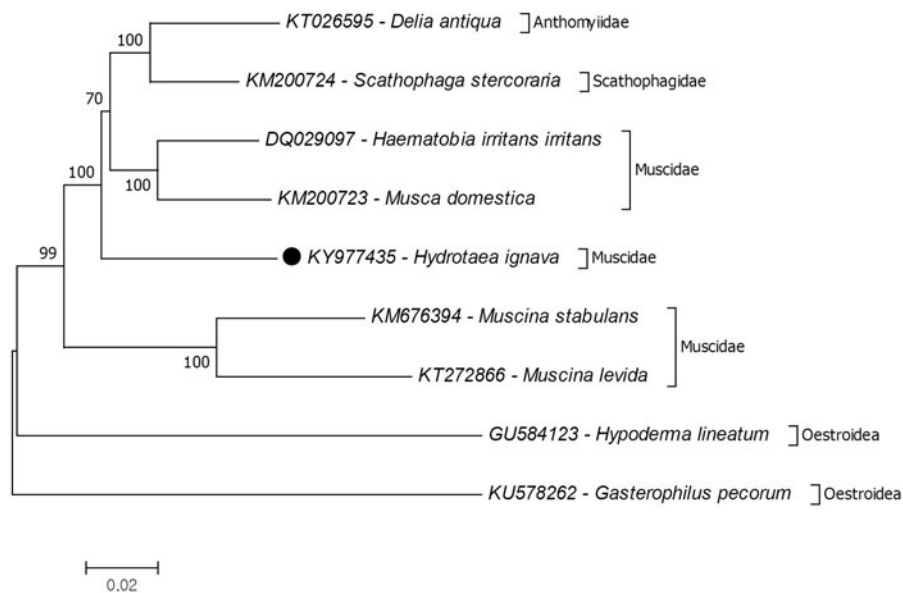 KT026595 - Delia antiqua Anthomyiidae
100
KM200724 - Scathophaga stercoraria Scathophagidae
70
DQ029097 - Haematobia irritans irritans
Muscidae
100
100
KM200723 - Musca domestica
99
KY977435 - Hydrotaea ignava Muscidae
KM676394 - Muscina stabulans
Muscidae
100
KT272866 - Muscina levida
GU584123 - Hypoderma lineatum Oestroidea
KU578262 - Gasterophilus pecorum Oestroidea
0.02